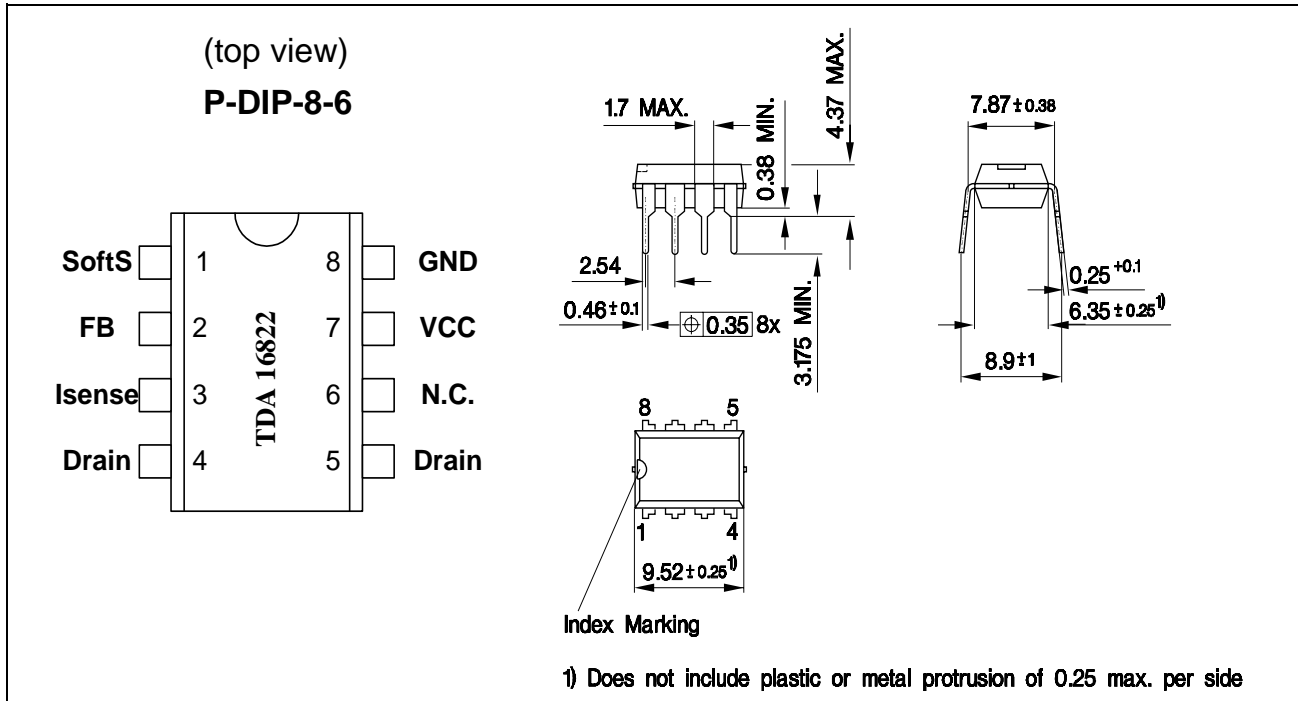 (top view)
P-DIP-8-6
SoftS 1 8 GND
FB 2 7 VCC
Isense 3 6 N.C.
Drain 4 5 Drain
TDA 16822
1.7 MAX.
0.38 MIN.
4.37 MAX.
2.54
0.46 ±0.1
⌖ 0.35 8x
3.175 MIN.
7.87 ±0.38
0.25 +0.1
6.35 ±0.25 1)
8.9 ±1
8 5
1 4
9.52 ±0.25 1)
Index Marking
1) Does not include plastic or metal protrusion of 0.25 max. per side